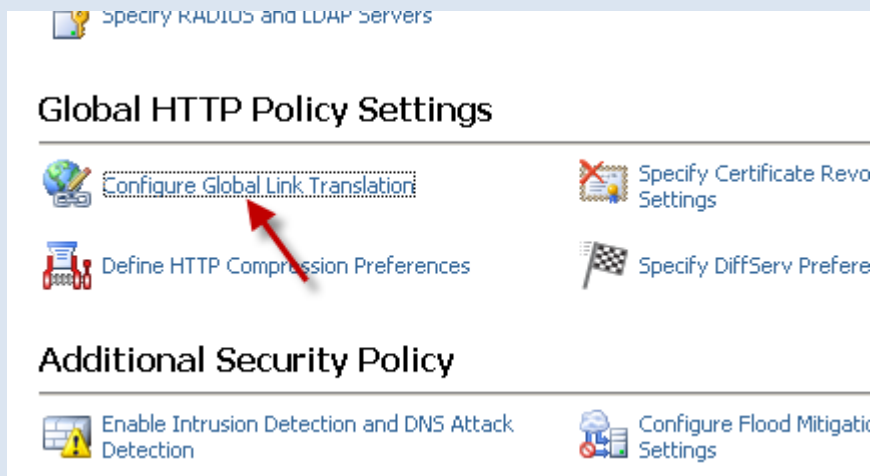 Specify RADIUS and LDAP Servers
Global HTTP Policy Settings
Configure Global Link Translation
Specify Certificate Revo
Settings
Define HTTP Compression Preferences
Specify DiffServ Prefere
Additional Security Policy
Enable Intrusion Detection and DNS Attack
Detection
Configure Flood Mitigatio
Settings